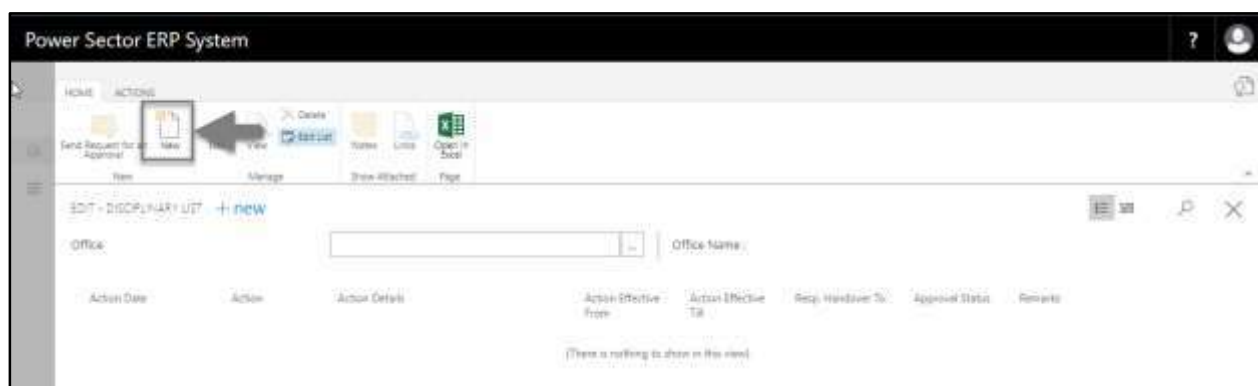 Power Sector ERP System
?
HOME ACTIONS
Send Request for an Approval
New
View
Delete
Edit List
Notes
Links
Open in Excel
New Manage Show Attached Page
EDIT - DISCIPLINARY LIST + new
Office
...
Office Name :
Action Date Action Action Details Action Effective From Action Effective Till Resp. Handover To Approval Status Remarks
(There is nothing to show in this view)